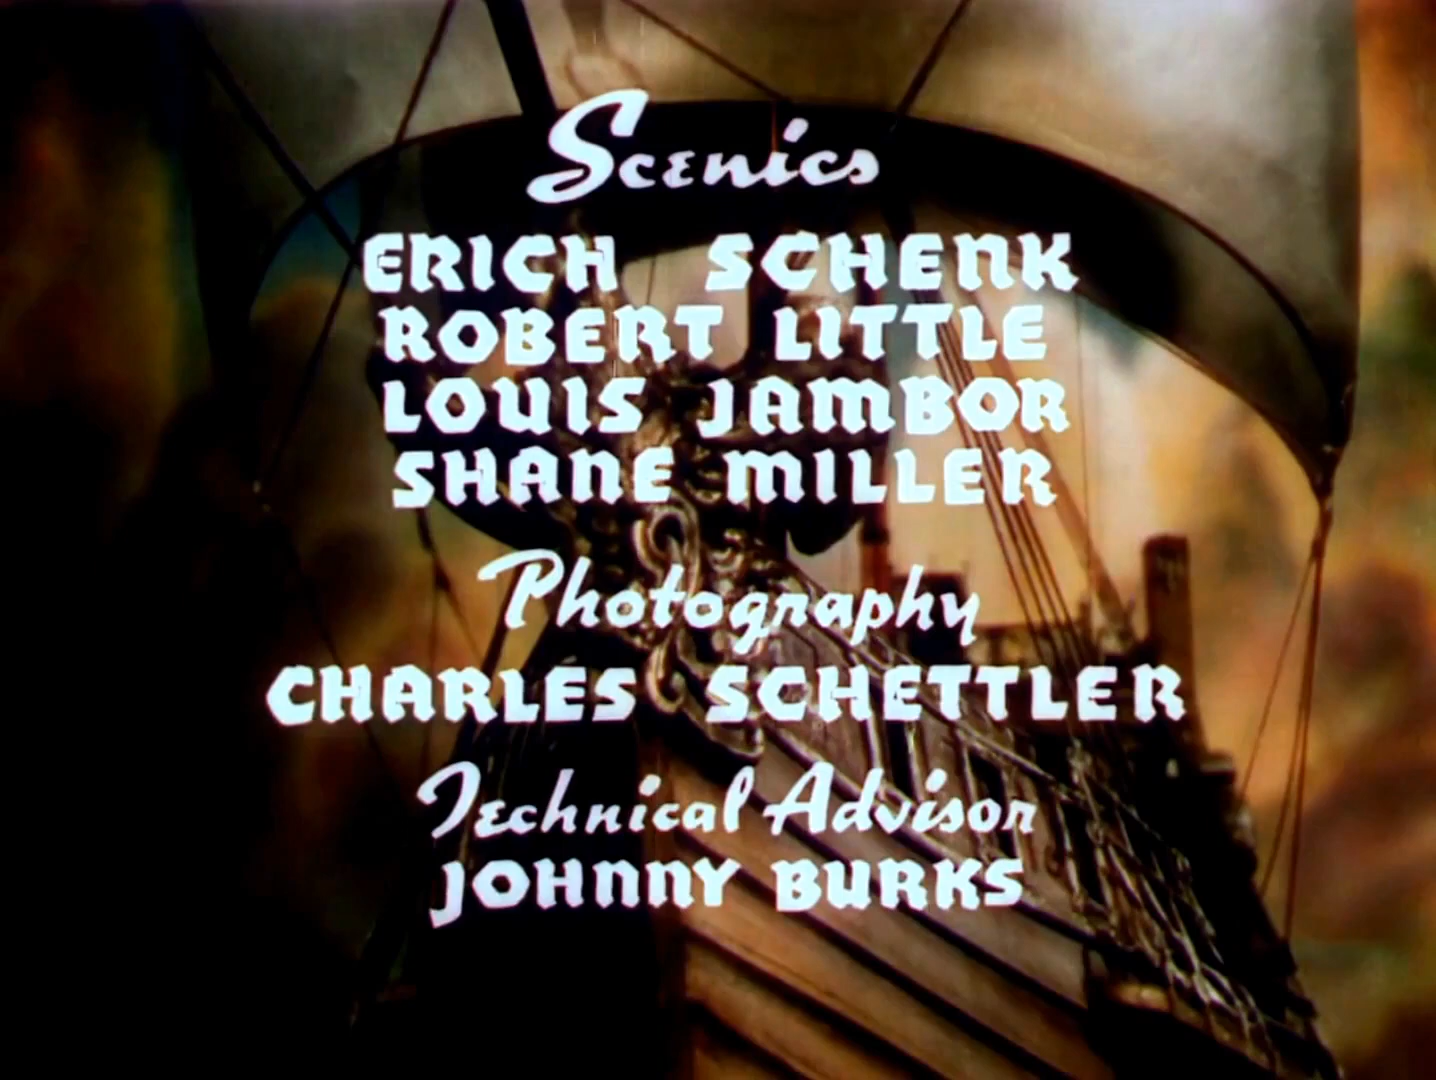 Scenics
ERICH SCHENK
ROBERT LITTLE
LOUIS JAMBOR
SHANE MILLER
Photography
CHARLES SCHETTLER
Technical Advisor
JOHNNY BURKS